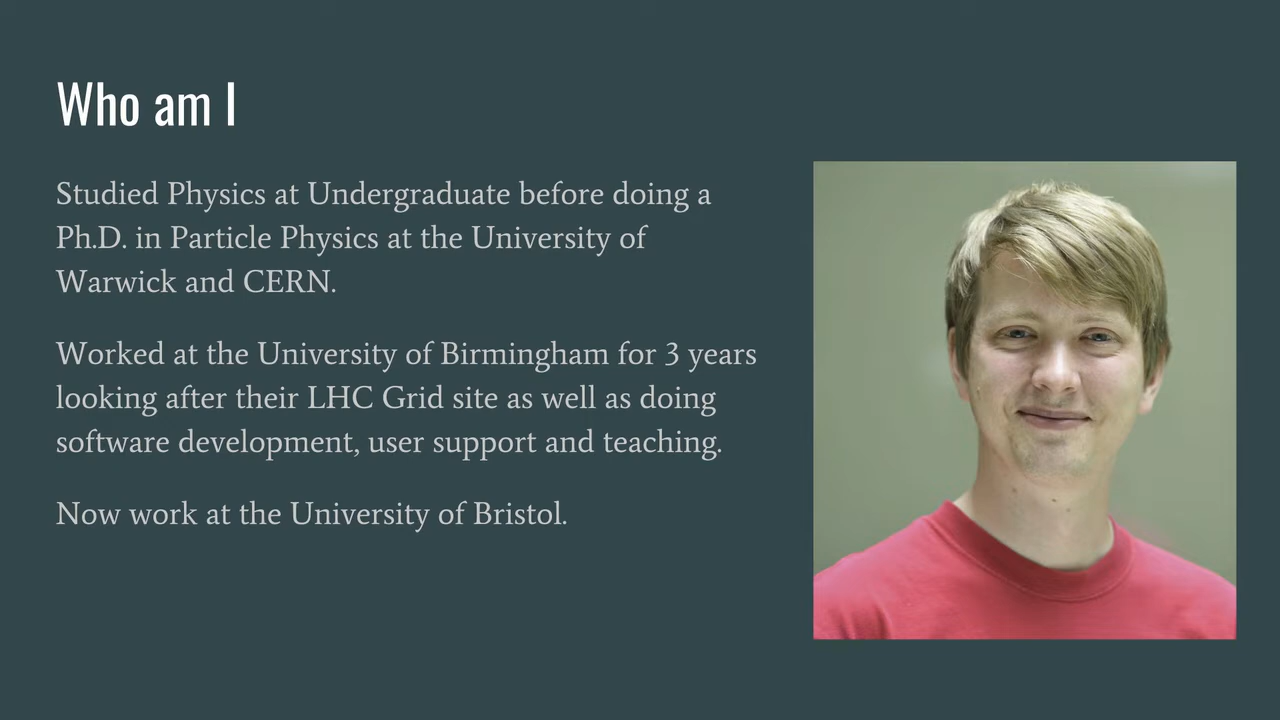 Who am I
Studied Physics at Undergraduate before doing a
Ph.D. in Particle Physics at the University of
Warwick and CERN.
Worked at the University of Birmingham for 3 years
looking after their LHC Grid site as well as doing
software development, user support and teaching.
Now work at the University of Bristol.